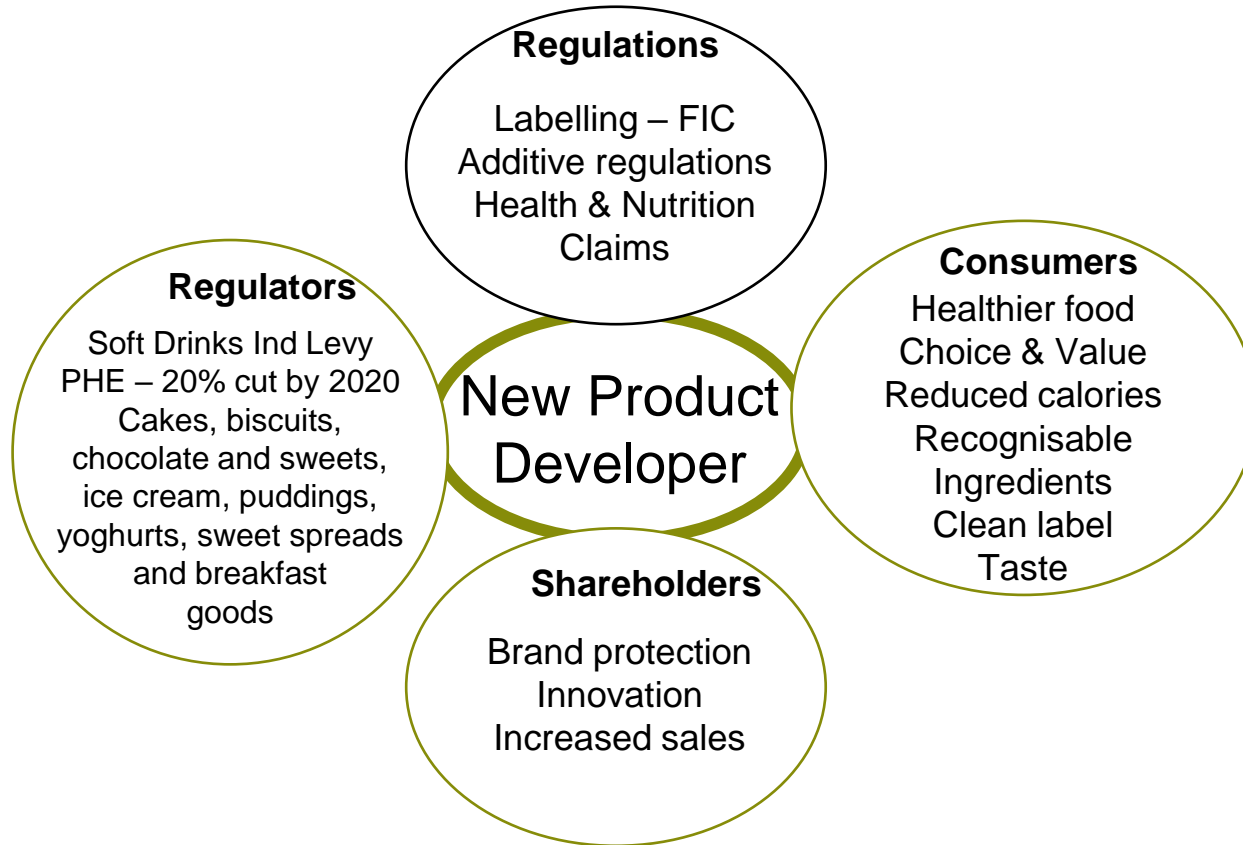 Regulations
Labelling – FIC
Additive regulations
Health & Nutrition
Claims
Regulators
Soft Drinks Ind Levy
PHE – 20% cut by 2020
Cakes, biscuits,
chocolate and sweets,
ice cream, puddings,
yoghurts, sweet spreads
and breakfast
goods
New Product
Developer
Consumers
Healthier food
Choice & Value
Reduced calories
Recognisable
Ingredients
Clean label
Taste
Shareholders
Brand protection
Innovation
Increased sales